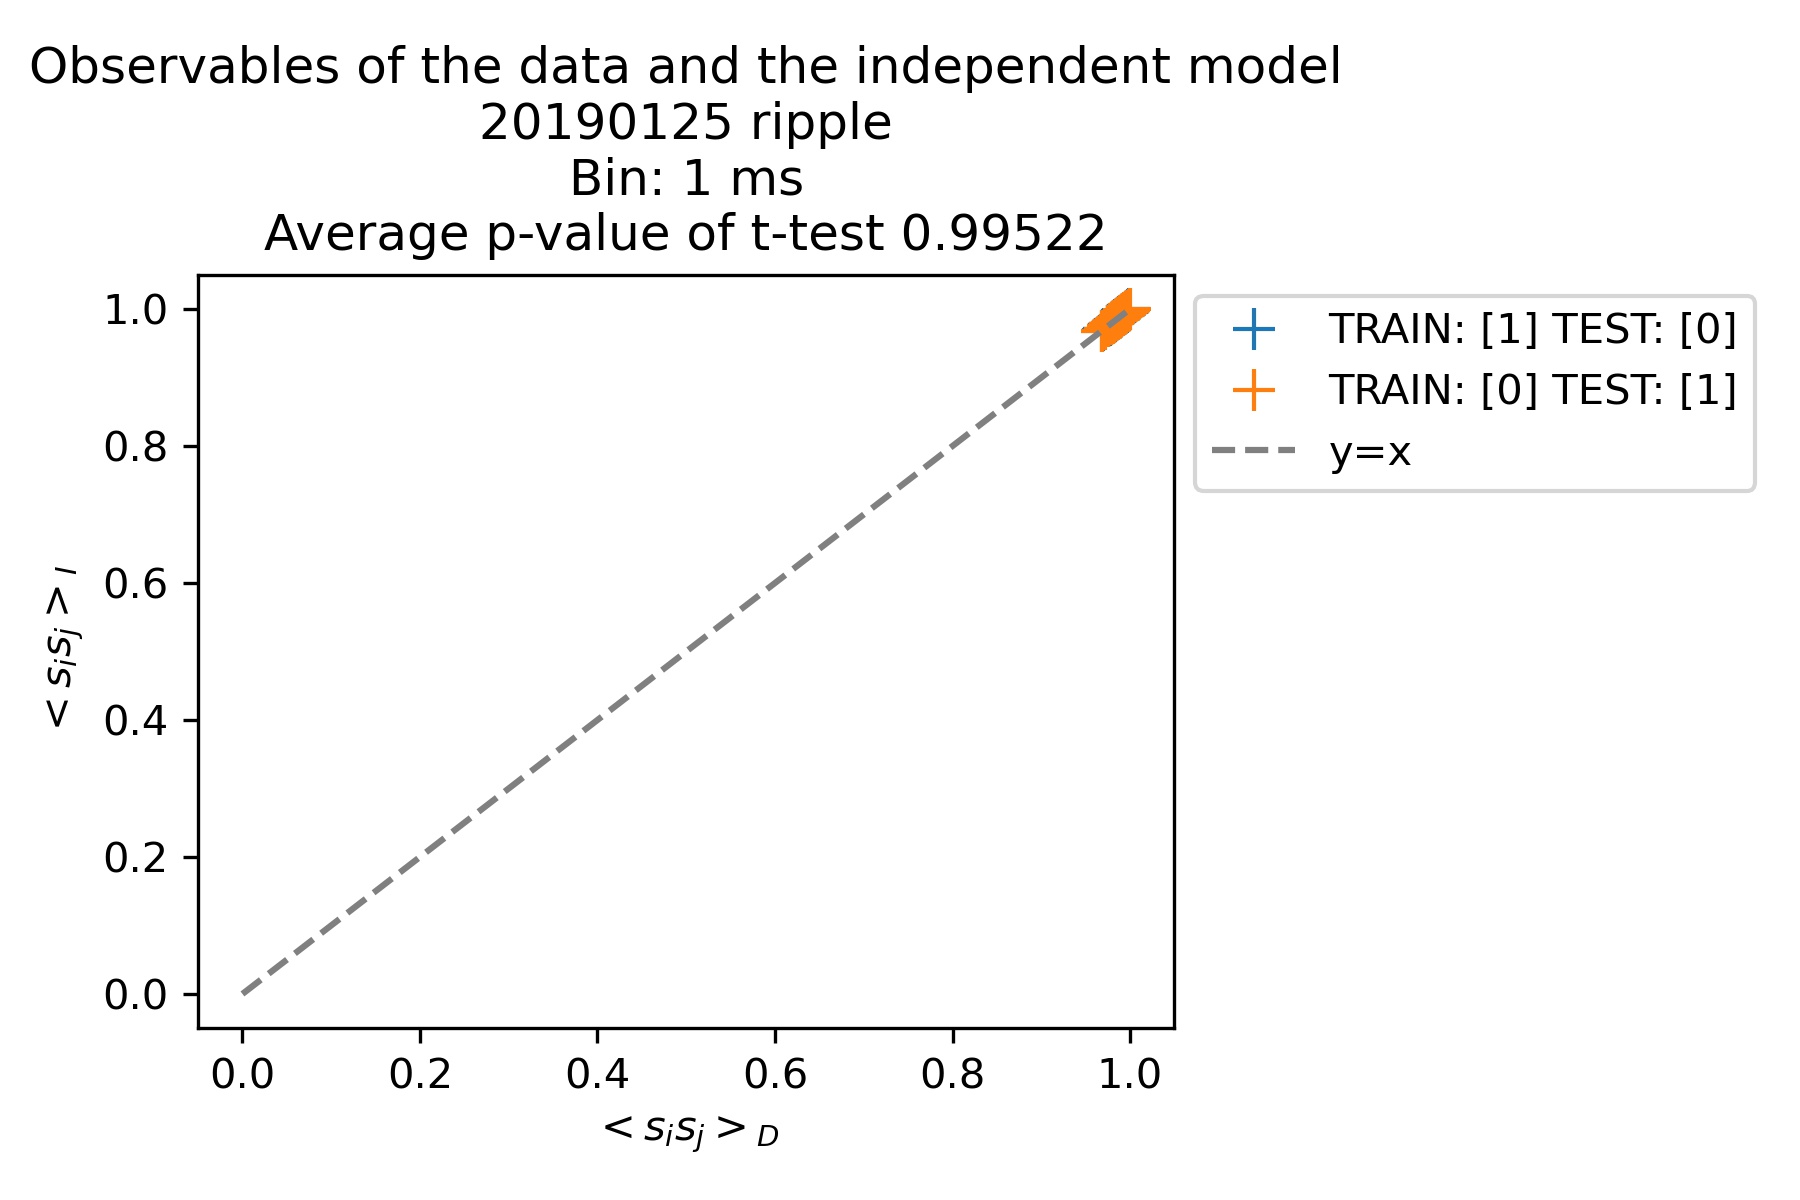 Observables of the data and the independent model
20190125 ripple
Bin: 1 ms
Average p-value of t-test 0.99522
1.0
0.8
0.6
0.4
0.2
0.0
< s_i s_j >_I
0.0 0.2 0.4 0.6 0.8 1.0
< s_i s_j >_D
TRAIN: [1] TEST: [0]
TRAIN: [0] TEST: [1]
y=x